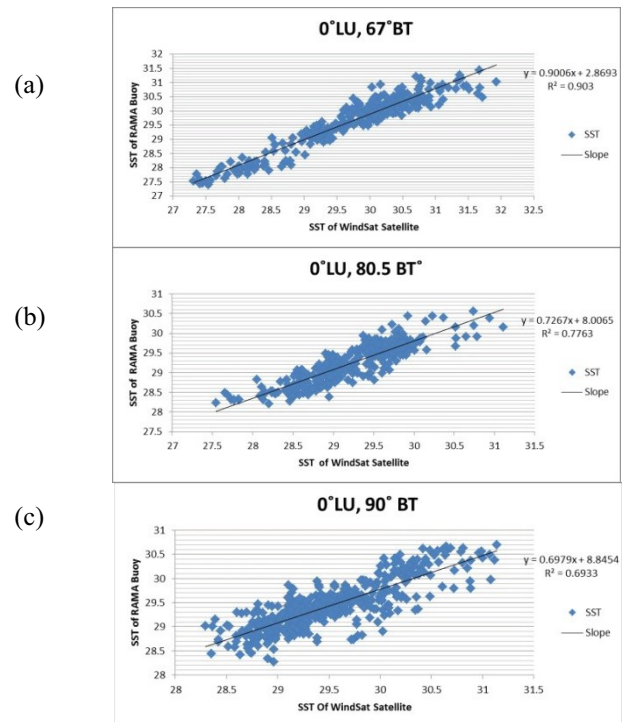 (a)
0°LU, 67°BT
SST of RAMA Buoy
32
31.5
31
30.5
30
29.5
29
28.5
28
27.5
27
27 27.5 28 28.5 29 29.5 30 30.5 31 31.5 32 32.5
SST of WindSat Satellite
y = 0.9006x + 2.8693
R² = 0.903
SST
Slope
(b)
0°LU, 80.5 BT°
SST of RAMA Buoy
31
30.5
30
29.5
29
28.5
28
27.5
27 27.5 28 28.5 29 29.5 30 30.5 31 31.5
SST of WindSat Satellite
y = 0.7267x + 8.0065
R² = 0.7763
SST
Slope
(c)
0°LU, 90° BT
SST of RAMA Buoy
31
30.5
30
29.5
29
28.5
28
28 28.5 29 29.5 30 30.5 31 31.5
SST Of WindSat Satellite
y = 0.6979x + 8.8454
R² = 0.6933
SST
Slope